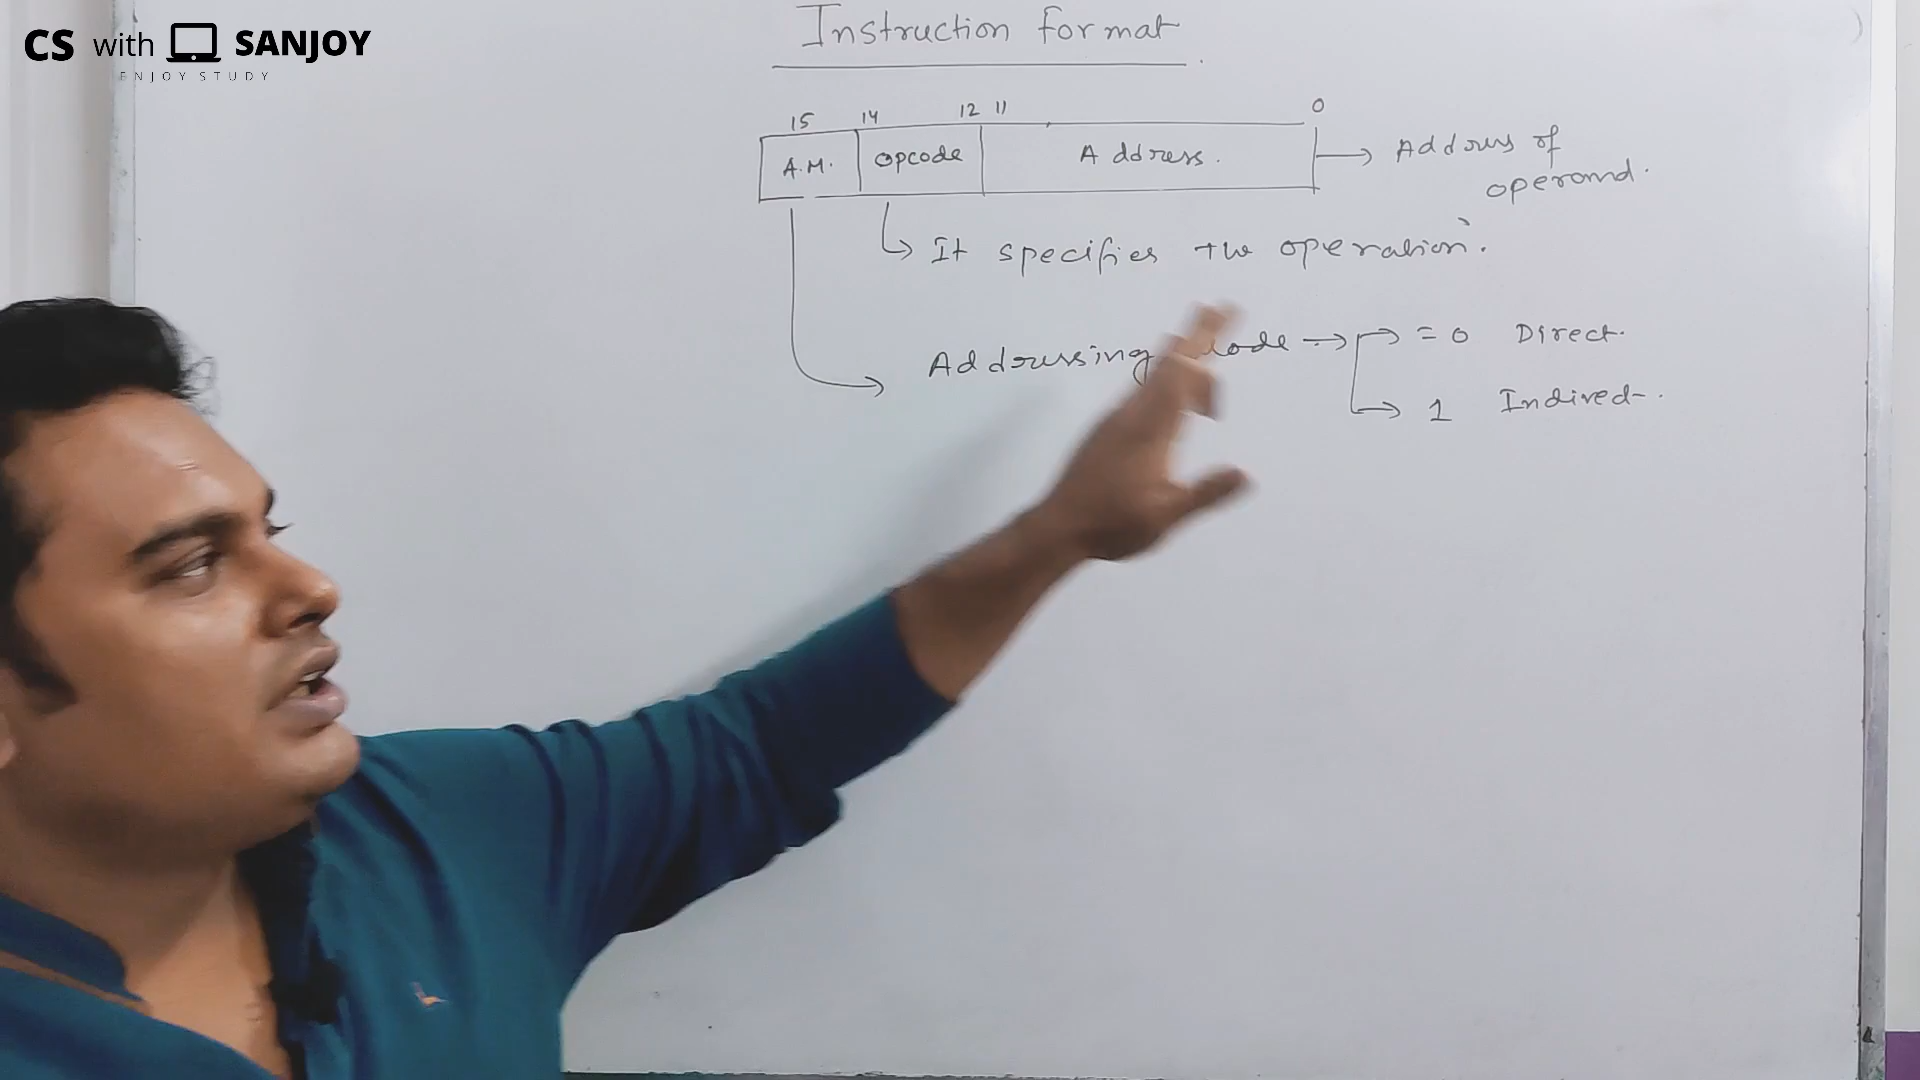 CS with SANJOY
ENJOY STUDY
Instruction format
15 14 12 11 0
A.M. opcode Address. Address of
operand.
It specifies the operation.
Addressing Mode = 0 Direct.
1 Indirect.